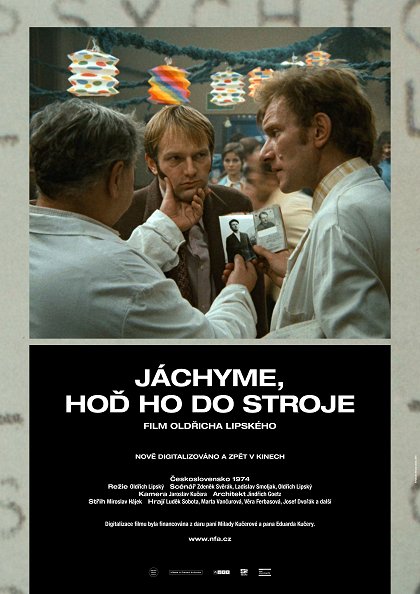 PSYCHIC
JÁCHYME,
HOĎ HO DO STROJE
FILM OLDŘICHA LIPSKÉHO
NOVĚ DIGITALIZOVÁNO A ZPĚT V KINECH
Československo 1974
Režie Oldřich Lipský Scénář Zdeněk Svěrák, Ladislav Smoljak, Oldřich Lipský
Kamera Jaroslav Kučera Architekt Jindřich Goetz
Střih Miroslav Hájek Hrají Luděk Sobota, Marta Vančurová, Věra Ferbasová, Josef Dvořák a další
Digitalizace filmu byla financována z daru paní Milady Kučerové a pana Eduarda Kučery.
www.nfa.cz